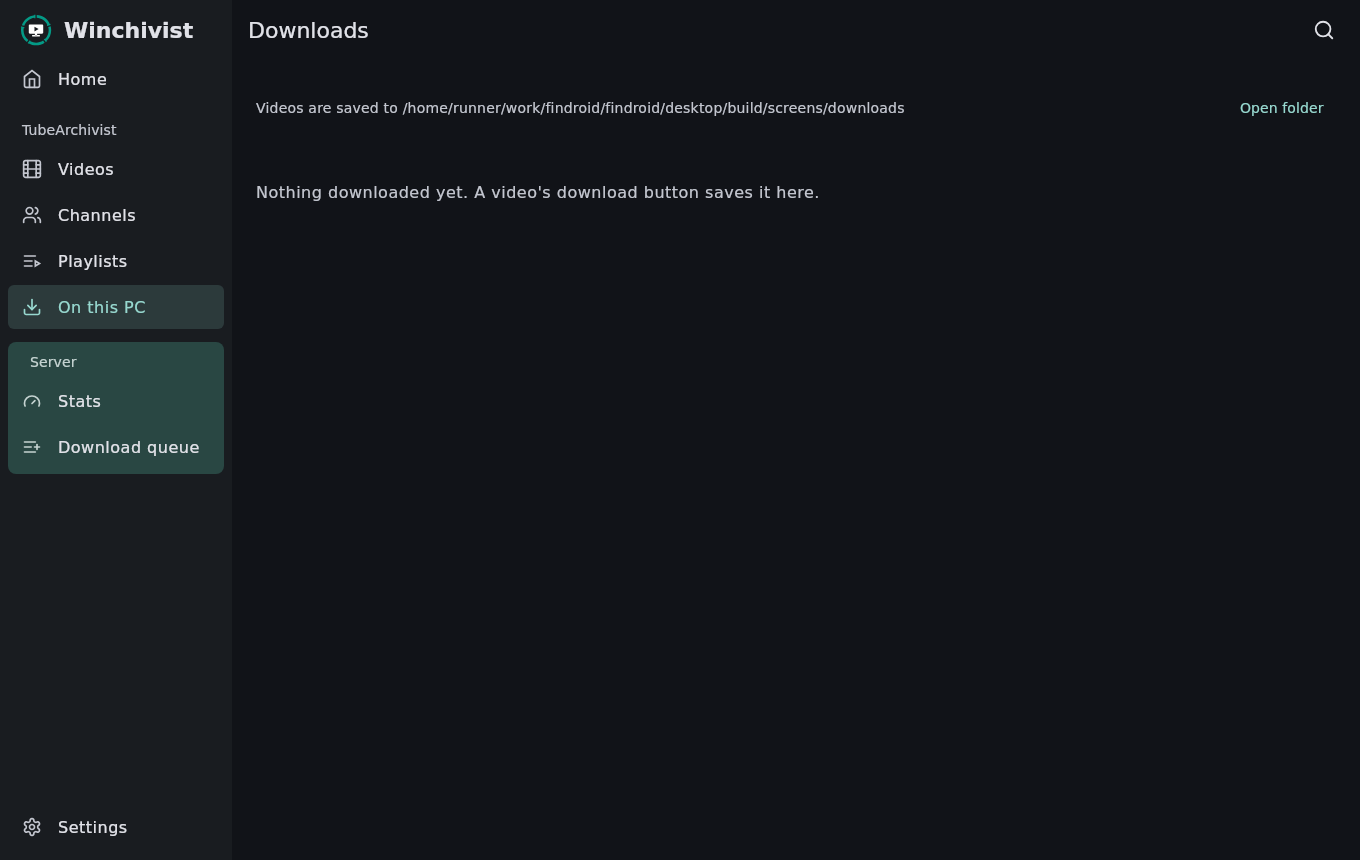 Winchivist
Downloads
Home
Videos are saved to /home/runner/work/findroid/findroid/desktop/build/screens/downloads
Open folder
TubeArchivist
Videos
Nothing downloaded yet. A video's download button saves it here.
Channels
Playlists
On this PC
Server
Stats
Download queue
Settings